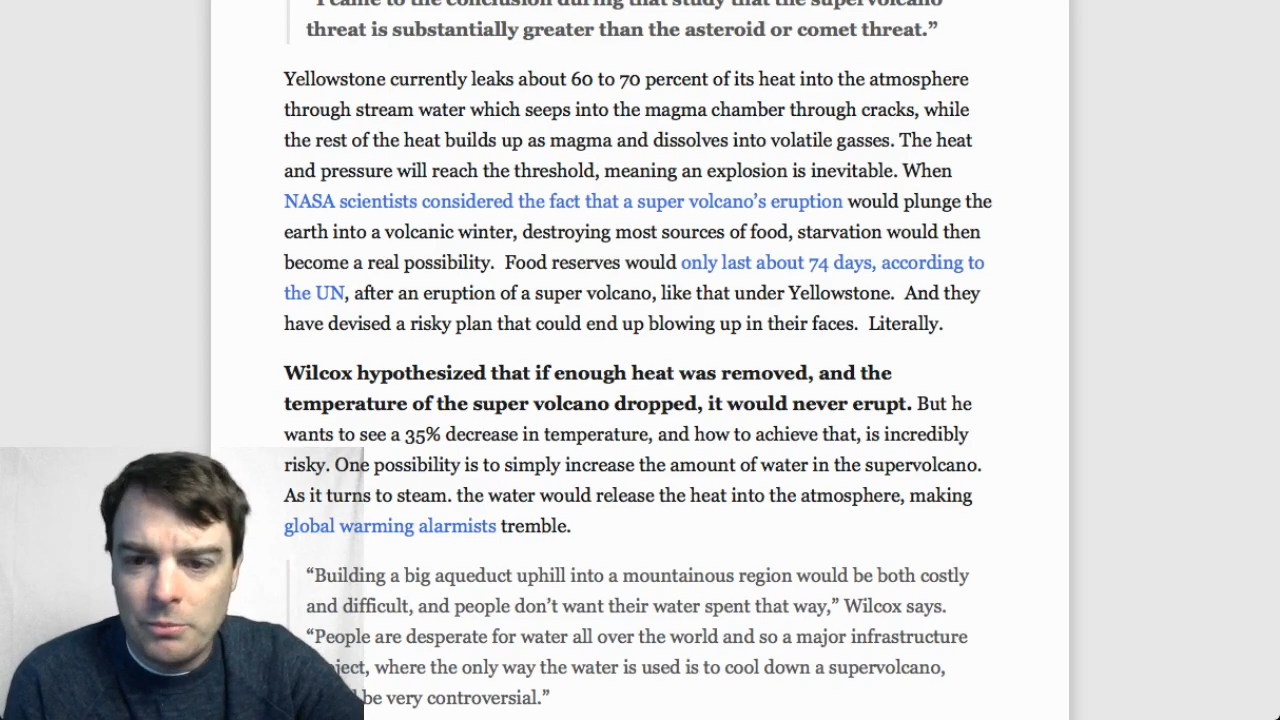 "I came to the conclusion during that study that the supervolcano
threat is substantially greater than the asteroid or comet threat.”
Yellowstone currently leaks about 60 to 70 percent of its heat into the atmosphere
through stream water which seeps into the magma chamber through cracks, while
the rest of the heat builds up as magma and dissolves into volatile gasses. The heat
and pressure will reach the threshold, meaning an explosion is inevitable. When
NASA scientists considered the fact that a super volcano’s eruption would plunge the
earth into a volcanic winter, destroying most sources of food, starvation would then
become a real possibility.  Food reserves would only last about 74 days, according to
the UN, after an eruption of a super volcano, like that under Yellowstone.  And they
have devised a risky plan that could end up blowing up in their faces.  Literally.
Wilcox hypothesized that if enough heat was removed, and the
temperature of the super volcano dropped, it would never erupt. But he
wants to see a 35% decrease in temperature, and how to achieve that, is incredibly
risky. One possibility is to simply increase the amount of water in the supervolcano.
As it turns to steam. the water would release the heat into the atmosphere, making
global warming alarmists tremble.
“Building a big aqueduct uphill into a mountainous region would be both costly
and difficult, and people don’t want their water spent that way,” Wilcox says.
“People are desperate for water all over the world and so a major infrastructure
where the only way the water is used is to cool down a supervolcano,
be very controversial.”